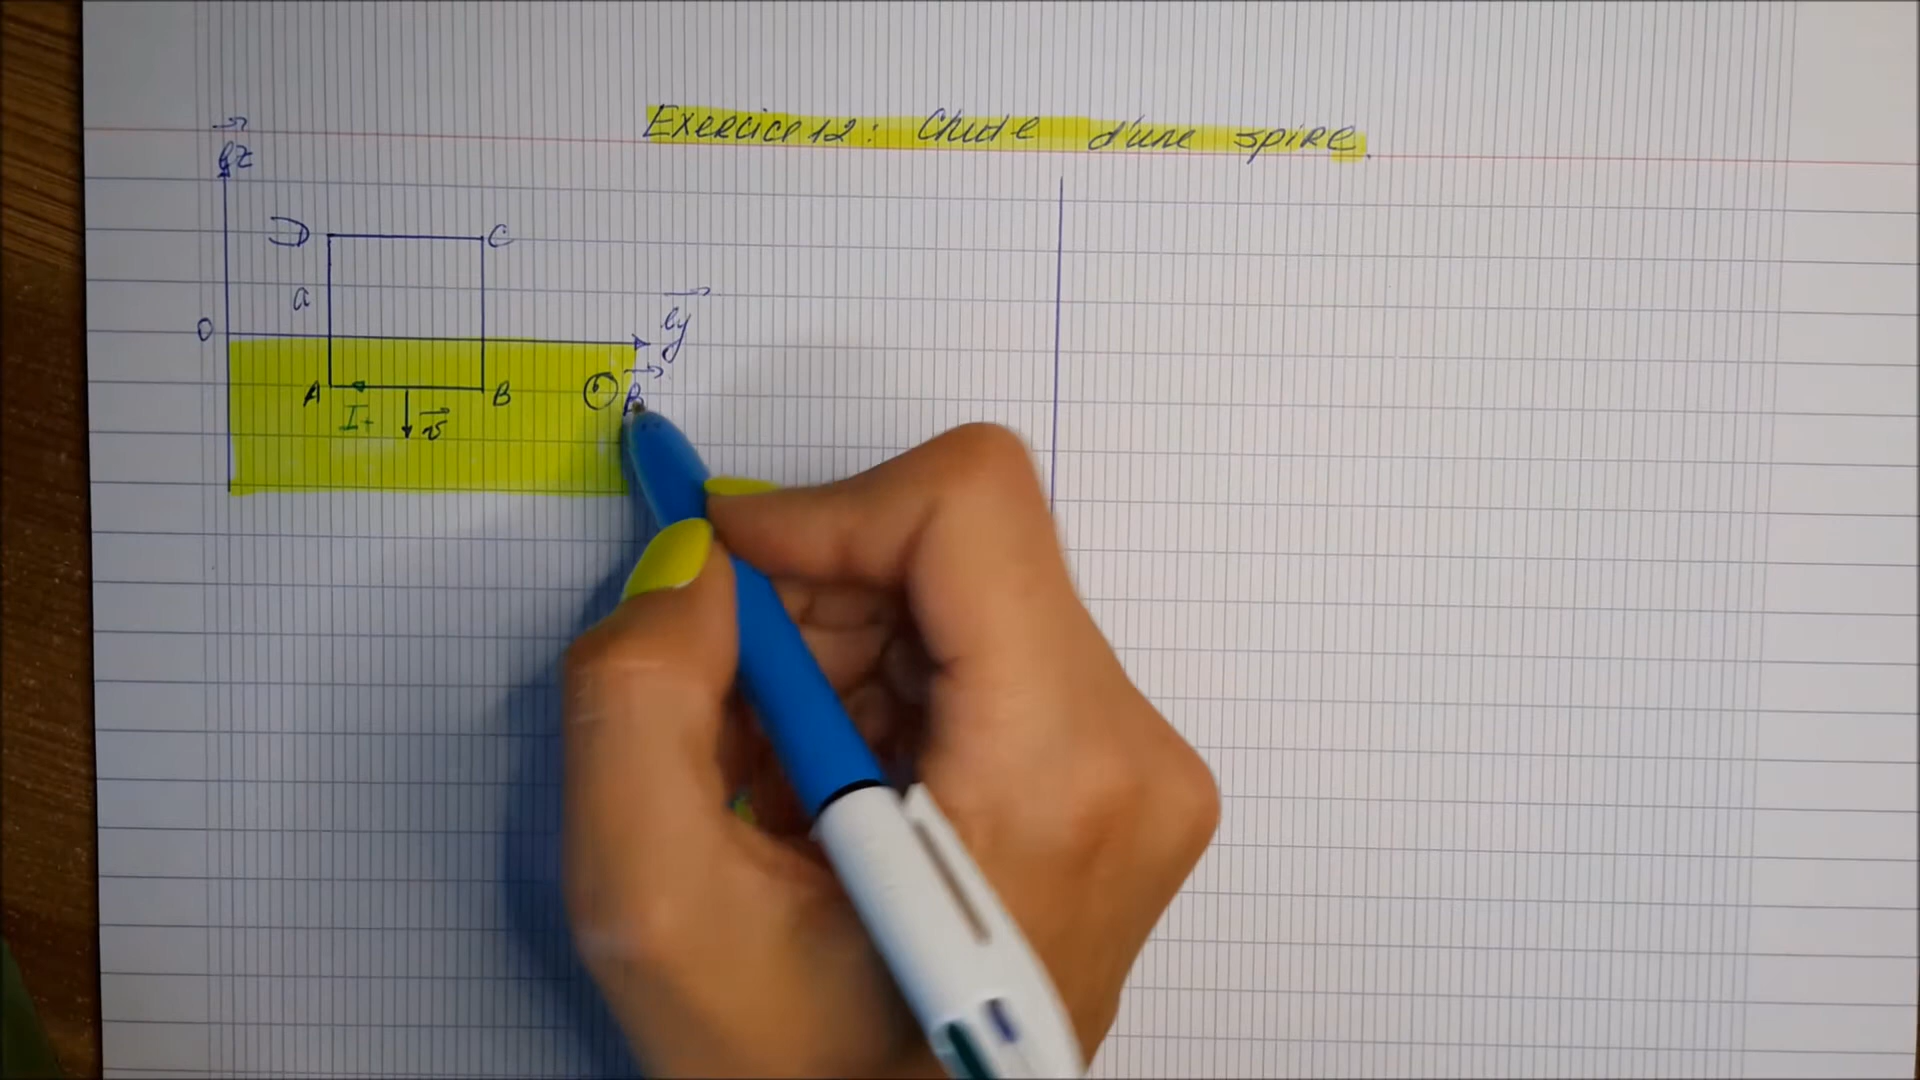 Exercice 12 : Chute d'une spire.
ez
D C
a
ey
O
A B B
I+ v